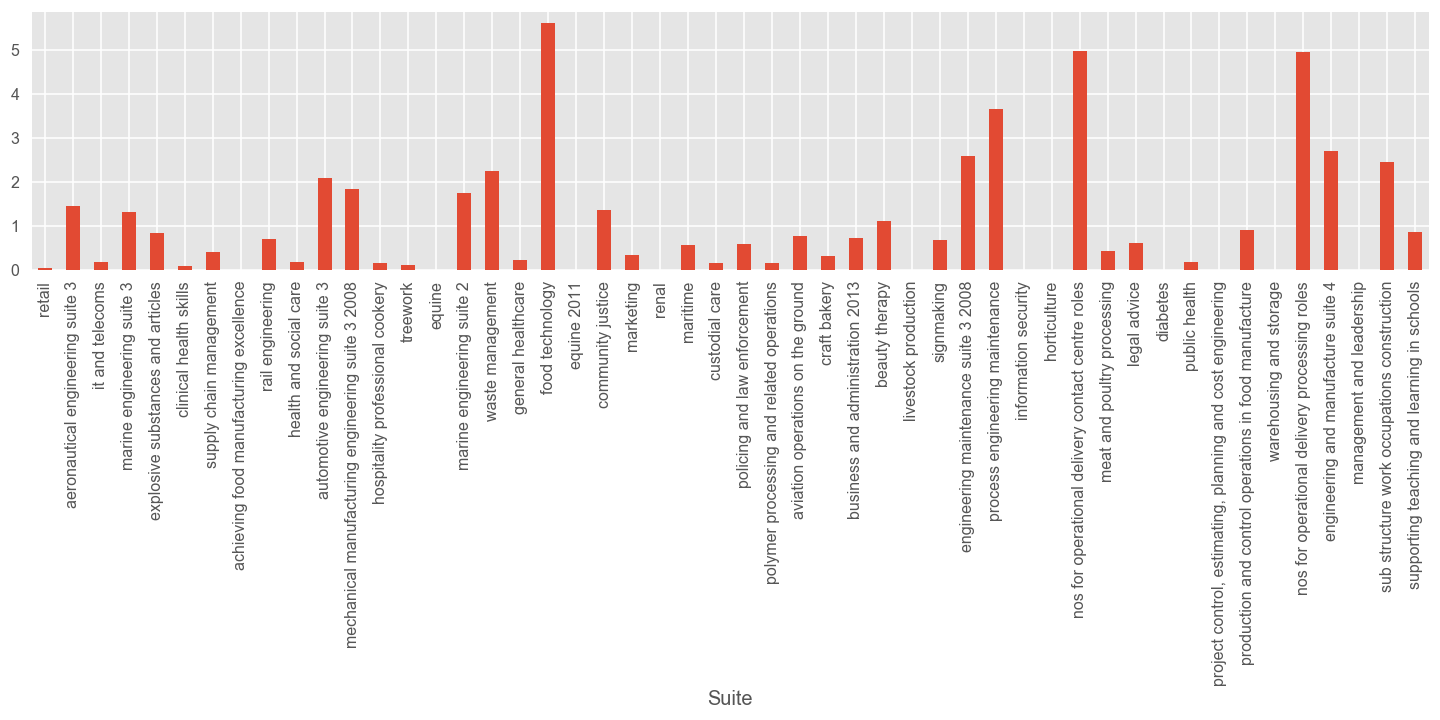 5
4
3
2
1
0
retail
aeronautical engineering suite 3
it and telecoms
marine engineering suite 3
explosive substances and articles
clinical health skills
supply chain management
achieving food manufacturing excellence
rail engineering
health and social care
automotive engineering suite 3
mechanical manufacturing engineering suite 3 2008
hospitality professional cookery
treework
equine
marine engineering suite 2
waste management
general healthcare
food technology
equine 2011
community justice
marketing
renal
maritime
custodial care
policing and law enforcement
polymer processing and related operations
aviation operations on the ground
craft bakery
business and administration 2013
beauty therapy
livestock production
signmaking
engineering maintenance suite 3 2008
process engineering maintenance
information security
horticulture
nos for operational delivery contact centre roles
meat and poultry processing
legal advice
diabetes
public health
project control, estimating, planning and cost engineering
production and control operations in food manufacture
warehousing and storage
nos for operational delivery processing roles
engineering and manufacture suite 4
management and leadership
sub structure work occupations construction
supporting teaching and learning in schools
Suite